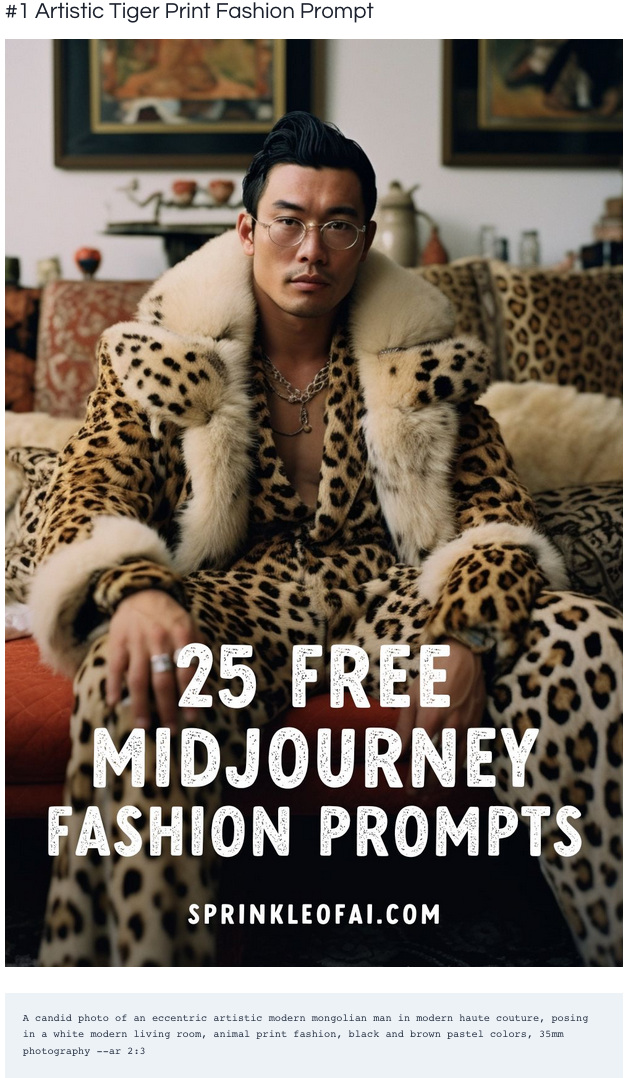 #1 Artistic Tiger Print Fashion Prompt
25 FREE
MIDJOURNEY
FASHION PROMPTS
SPRINKLEOFAI.COM
A candid photo of an eccentric artistic modern mongolian man in modern haute couture, posing
in a white modern living room, animal print fashion, black and brown pastel colors, 35mm
photography --ar 2:3